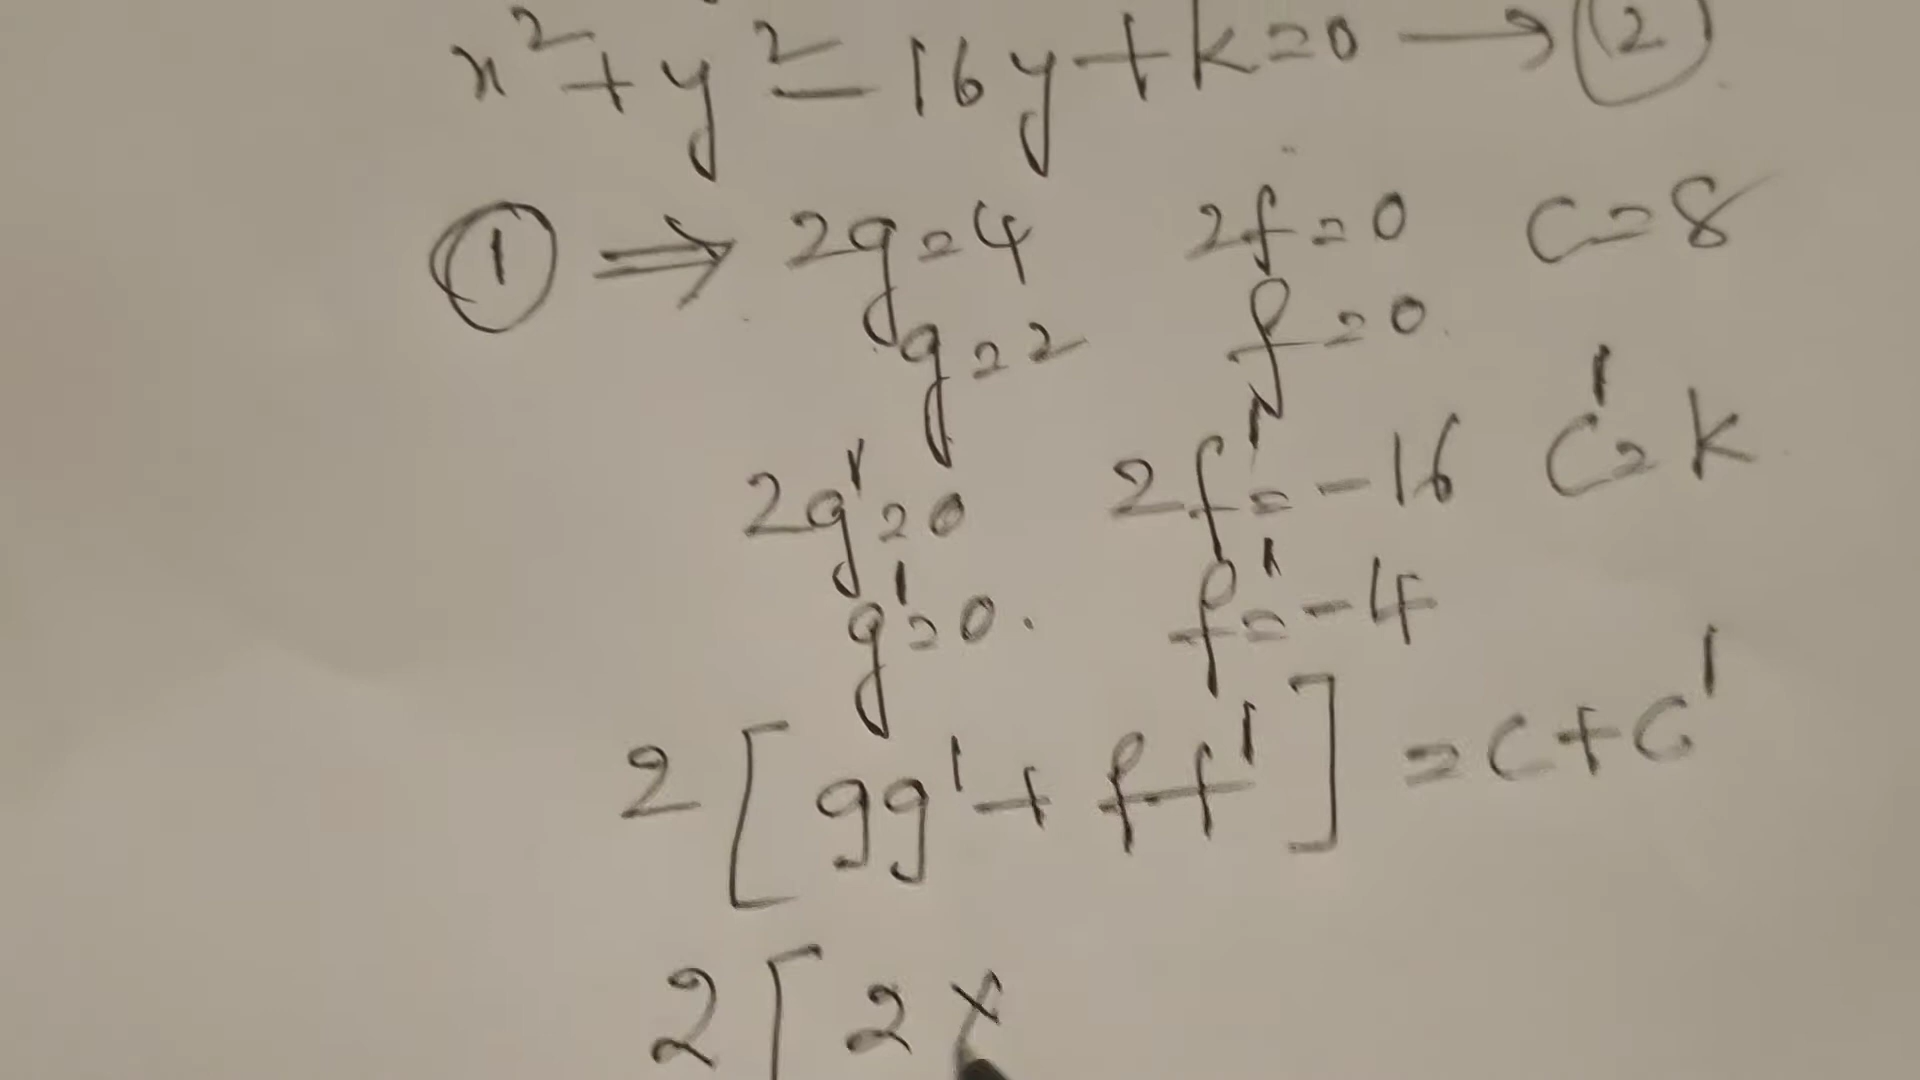 x² + y² - 16y + k = 0 → ②
① ⇒ 2g = 4 2f = 0 c = 8
g = 2 f = 0
2g' = 0 2f' = -16 c' = k
g' = 0. f' = -4
2 [ gg' + ff' ] = c + c'
2 [ 2 ×